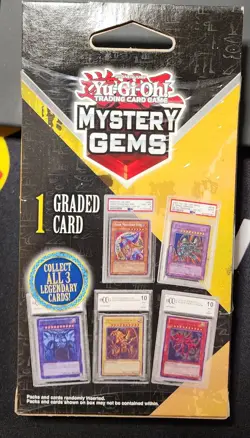 Yu-Gi-Oh!
TRADING CARD GAME
MYSTERY
GEMS
1 GRADED
CARD
COLLECT
ALL 3
LEGENDARY
CARDS!
10
10
Packs and cards randomly inserted.
Packs and cards shown on box may not be contained within.